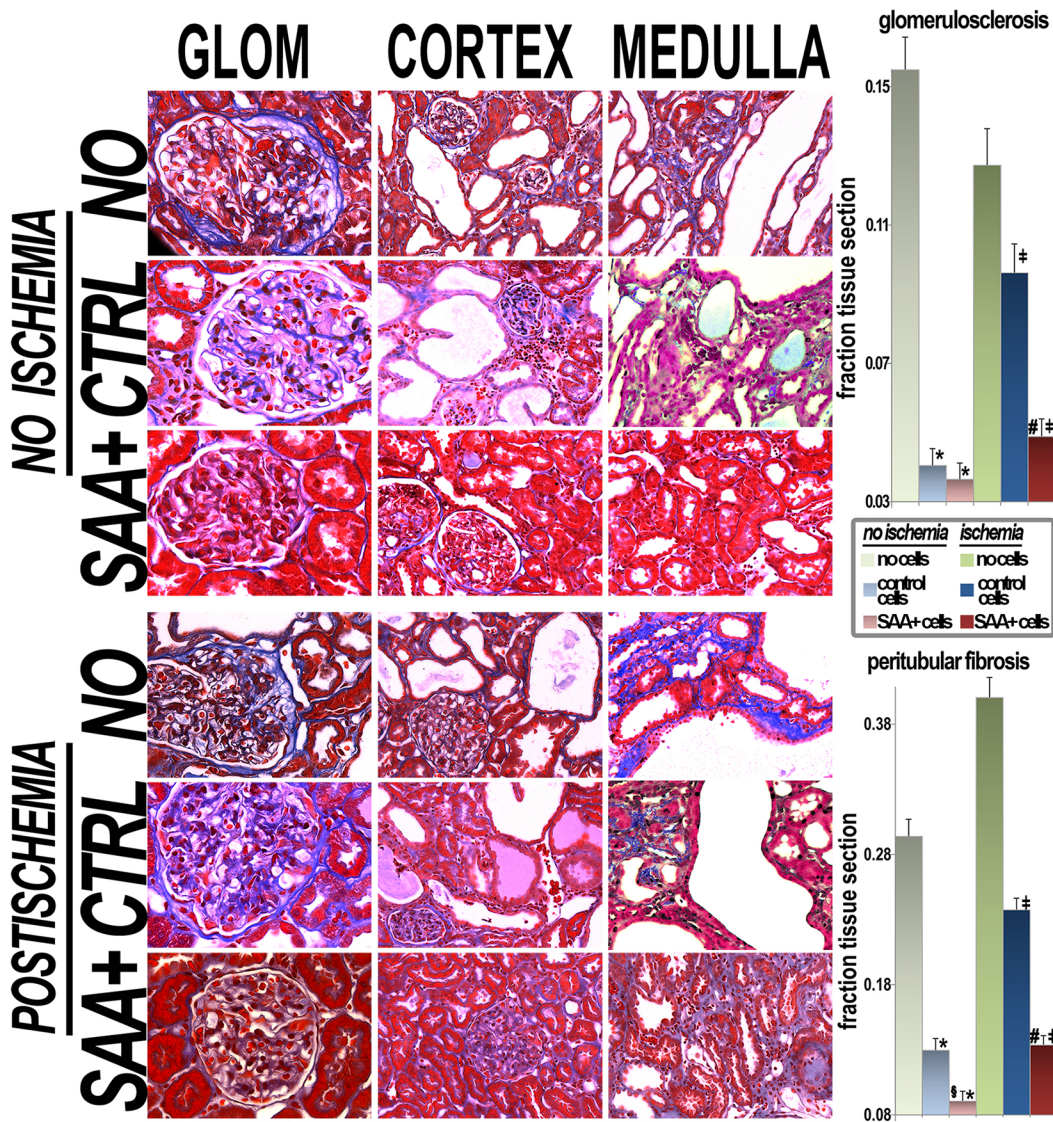 GLOM CORTEX MEDULLA
NO ISCHEMIA
NO
CTRL
SAA+
POSTISCHEMIA
NO
CTRL
SAA+
glomerulosclerosis
fraction tissue section
0.15
0.11
0.07
0.03
*
*
‡
#‡
no ischemia ischemia
no cells no cells
control cells control cells
SAA+ cells SAA+ cells
peritubular fibrosis
fraction tissue section
0.38
0.28
0.18
0.08
*
§ *
‡
#‡